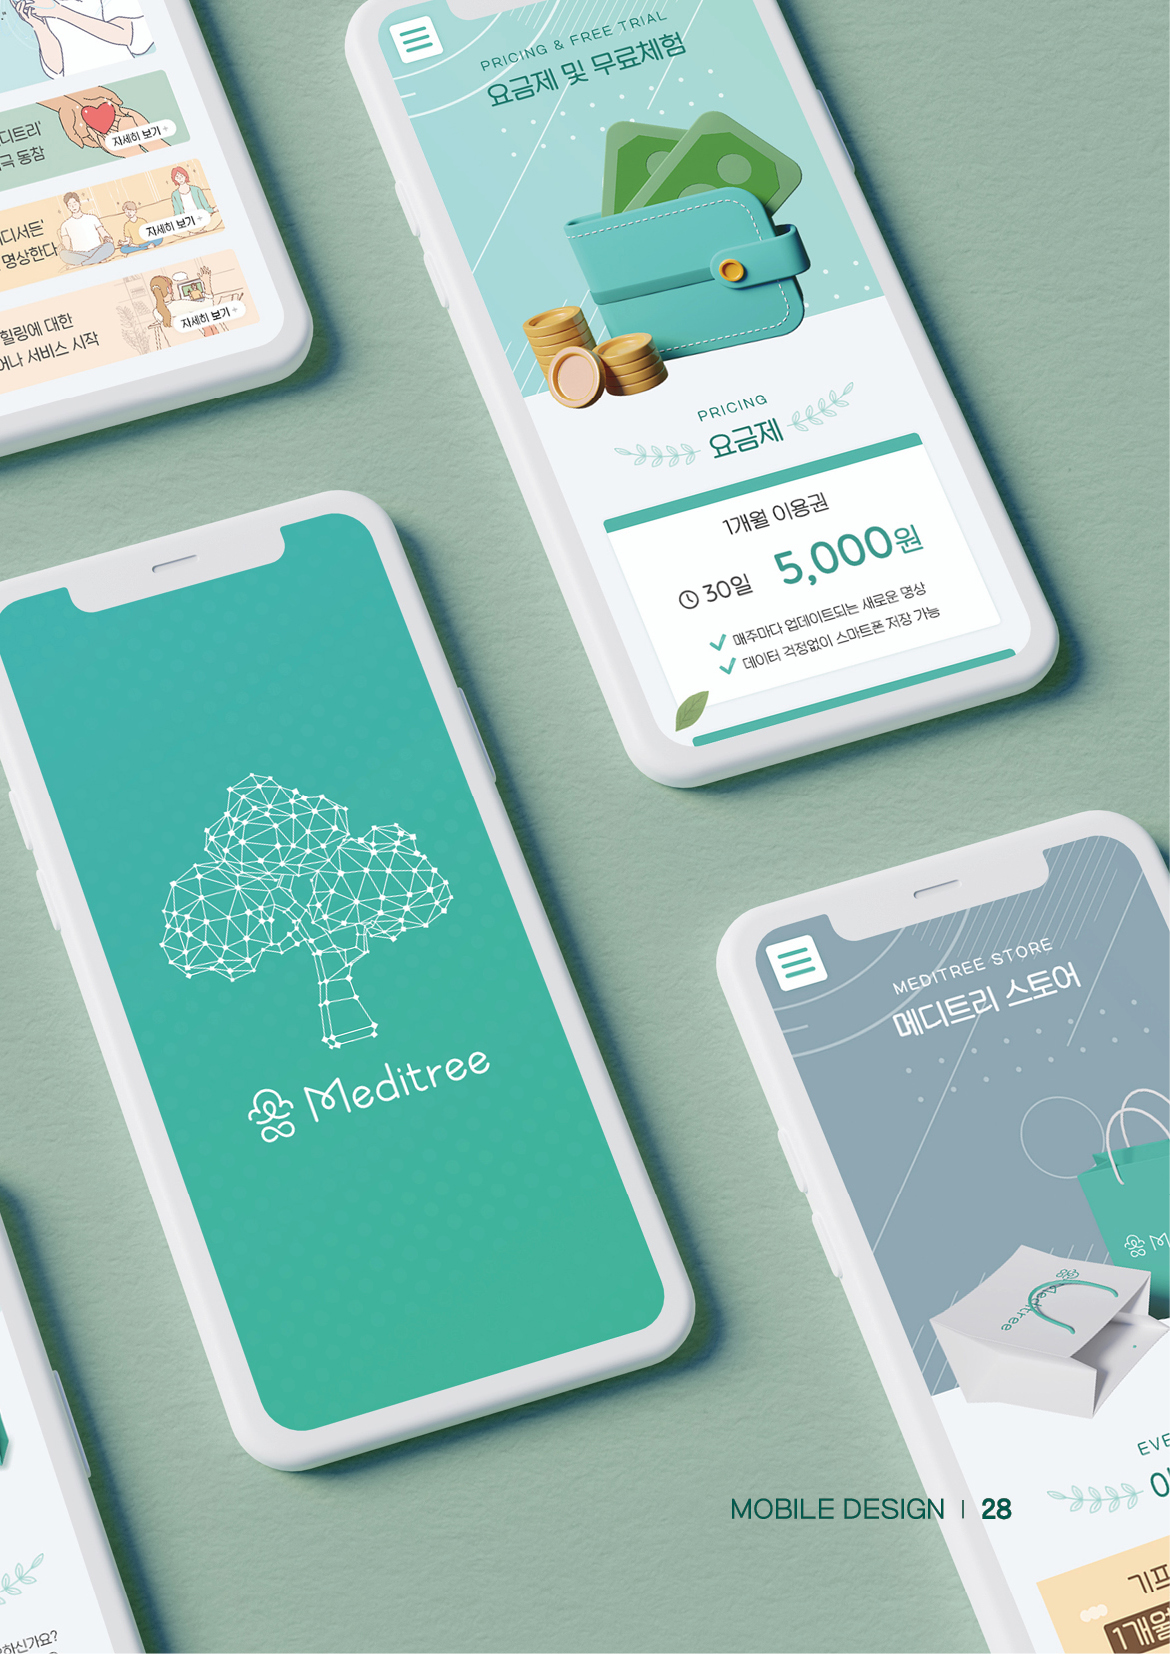 디트리'
극 동참
자세히 보기 +
디서든'
명상한다
자세히 보기 +
힐링에 대한
어나 서비스 시작
자세히 보기 +
PRICING & FREE TRIAL
요금제 및 무료체험
PRICING
요금제
1개월 이용권
30일
5,000원
매주마다 업데이트되는 새로운 명상
데이터 걱정없이 스마트폰 저장 가능
Meditree
MEDITREE STORE
메디트리 스토어
M
Meditree
EVE
기프
1개월
하신가요?
MOBILE DESIGN | 28